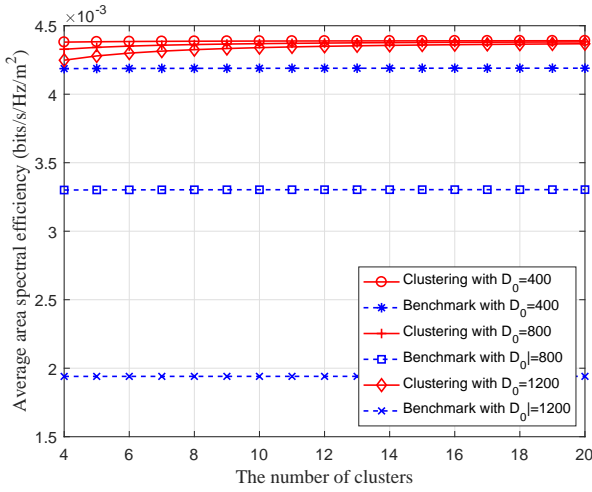 ×10⁻³
4.5
4
3.5
3
2.5
2
1.5
Average area spectral efficiency (bits/s/Hz/m²)
Clustering with D₀=400
Benchmark with D₀=400
Clustering with D₀=800
Benchmark with D₀|=800
Clustering with D₀=1200
Benchmark with D₀|=1200
4 6 8 10 12 14 16 18 20
The number of clusters